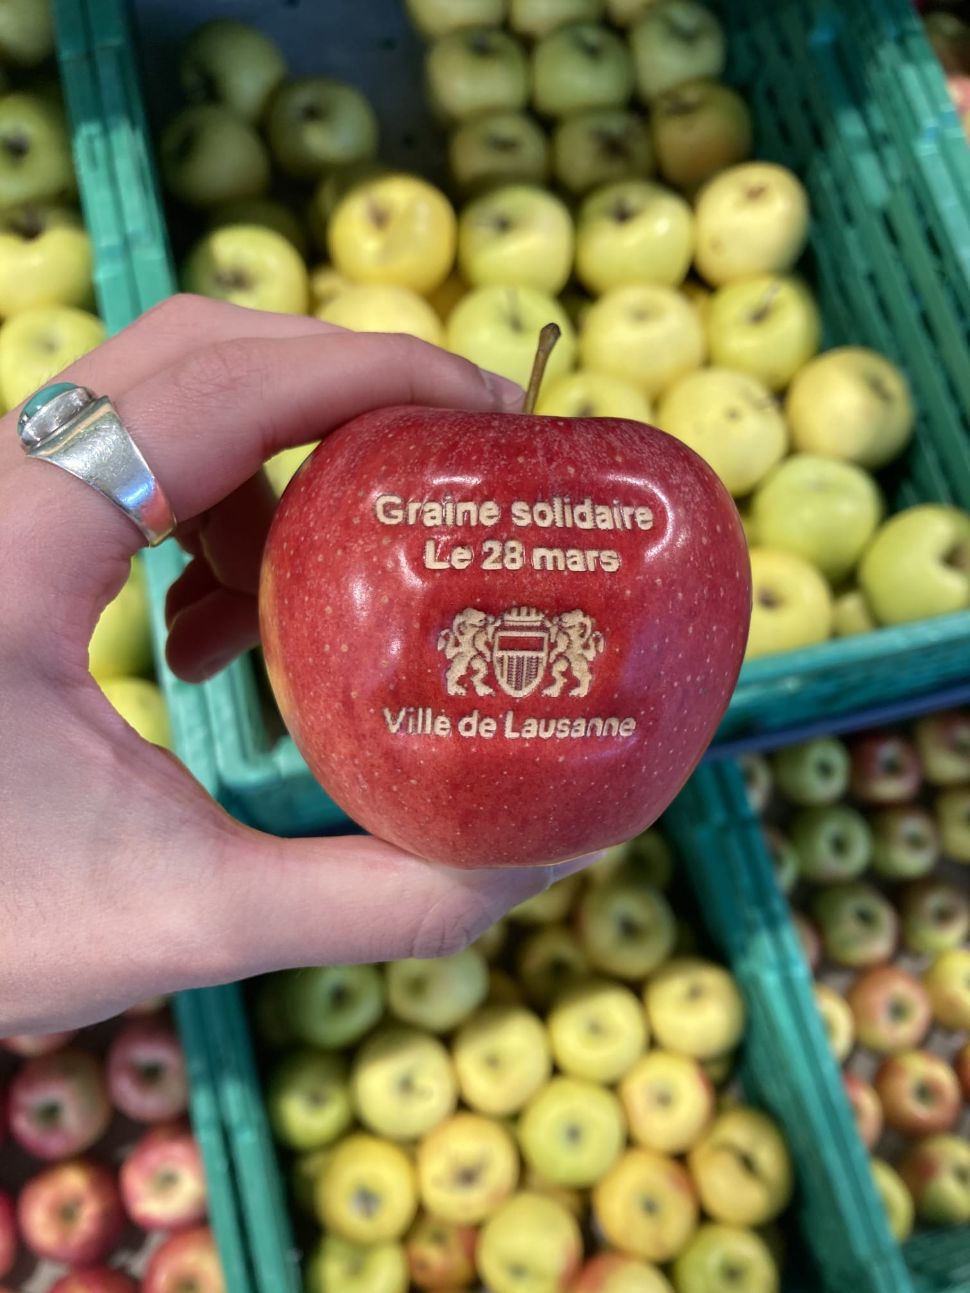 Graine solidaire
Le 28 mars
Ville de Lausanne